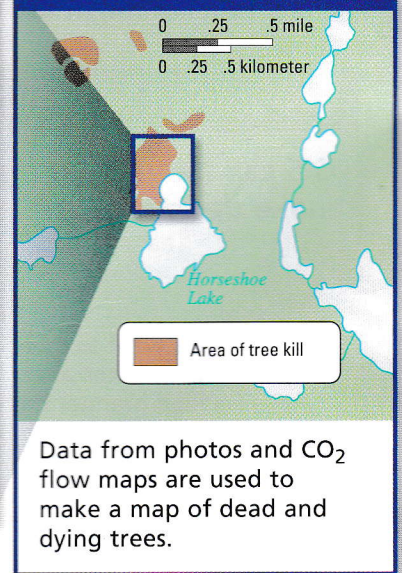 0 .25 .5 mile
0 .25 .5 kilometer
Horseshoe
Lake
Area of tree kill
Data from photos and CO₂
flow maps are used to
make a map of dead and
dying trees.